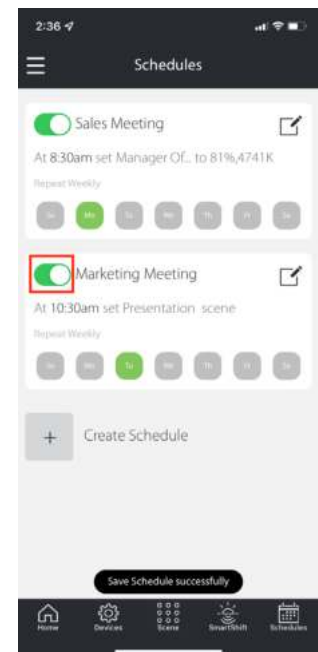 2:36
Schedules
Sales Meeting
At 8:30am set Manager Of... to 81%,4741K
Repeat Weekly
Su Mo Tu We Th Fr Sa
Marketing Meeting
At 10:30am set Presentation scene
Repeat Weekly
Su Mo Tu We Th Fr Sa
+ Create Schedule
Save Schedule successfully
Home Devices Scene SmartShift Schedules